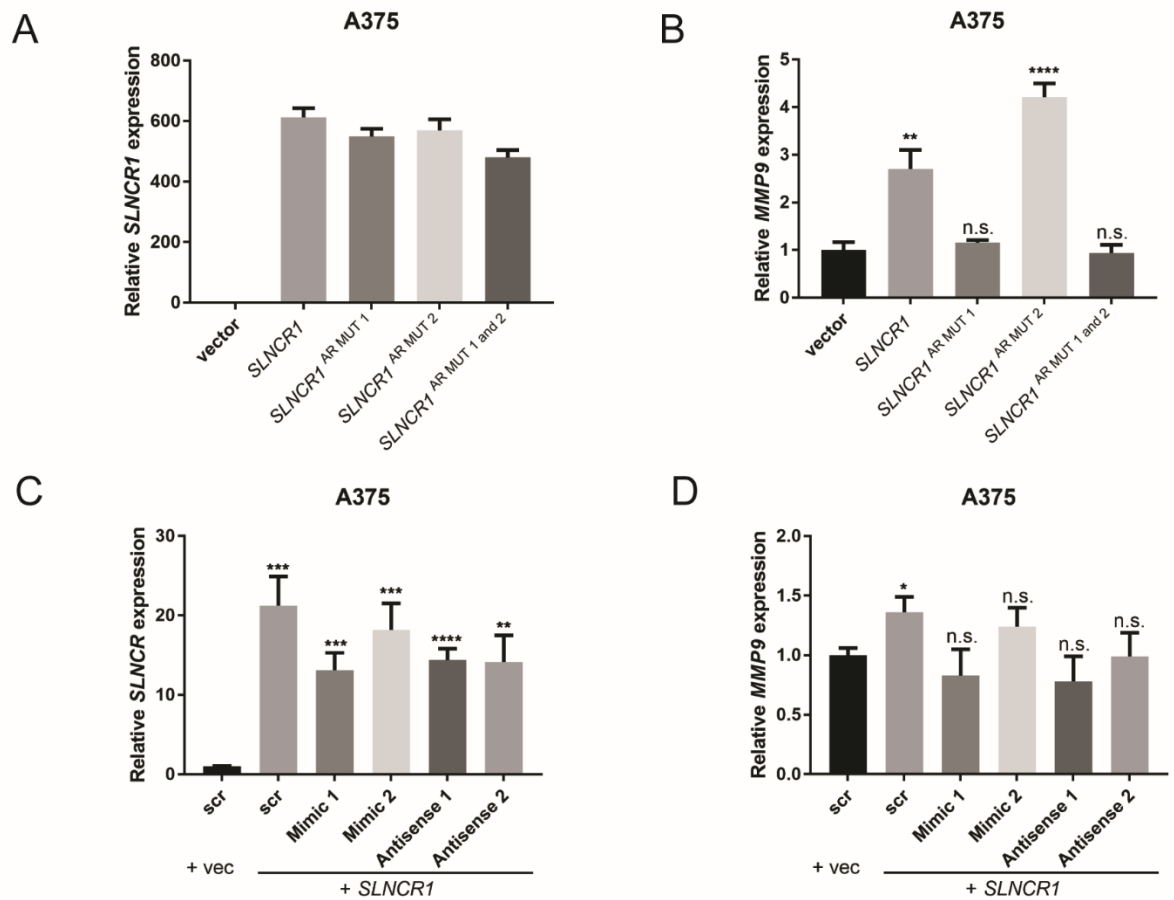 A
A375
Relative SLNCR1 expression
800
600
400
200
0
vector
SLNCR1
SLNCR1 AR MUT 1
SLNCR1 AR MUT 2
SLNCR1 AR MUT 1 and 2
B
A375
Relative MMP9 expression
5
4
3
2
1
0
**
n.s.
****
n.s.
vector
SLNCR1
SLNCR1 AR MUT 1
SLNCR1 AR MUT 2
SLNCR1 AR MUT 1 and 2
C
A375
Relative SLNCR expression
30
20
10
0
***
***
***
****
**
scr
scr
Mimic 1
Mimic 2
Antisense 1
Antisense 2
+ vec
+ SLNCR1
D
A375
Relative MMP9 expression
2.0
1.5
1.0
0.5
0.0
*
n.s.
n.s.
n.s.
n.s.
scr
scr
Mimic 1
Mimic 2
Antisense 1
Antisense 2
+ vec
+ SLNCR1